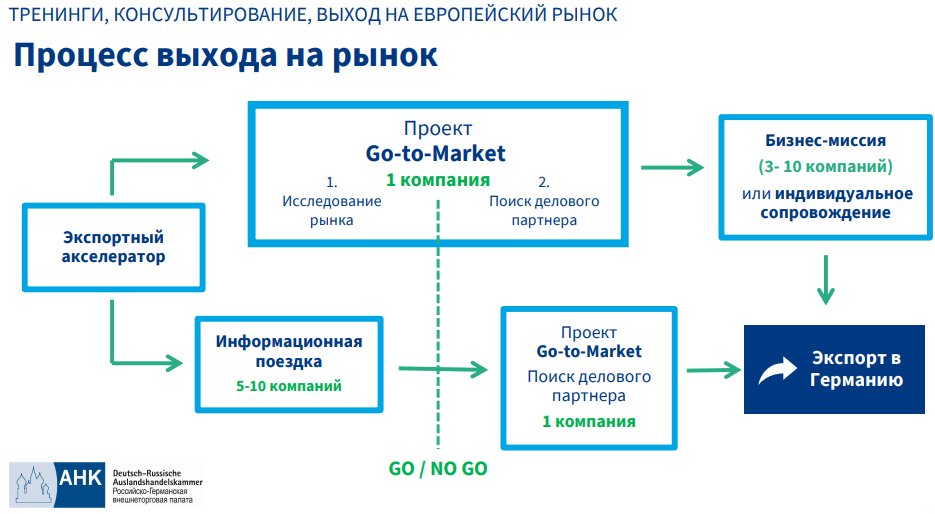 ТРЕНИНГИ, КОНСУЛЬТИРОВАНИЕ, ВЫХОД НА ЕВРОПЕЙСКИЙ РЫНОК
Процесс выхода на рынок
Экспортный
акселератор
Проект
Go-to-Market
1 компания
1.
Исследование
рынка
2.
Поиск делового
партнера
Бизнес-миссия
(3- 10 компаний)
или индивидуальное
сопровождение
Информационная
поездка
5-10 компаний
Проект
Go-to-Market
Поиск делового
партнера
1 компания
Экспорт в
Германию
GO / NO GO
AHK
Deutsch-Russische
Auslandshandelskammer
Российско-Германская
внешнеторговая палата